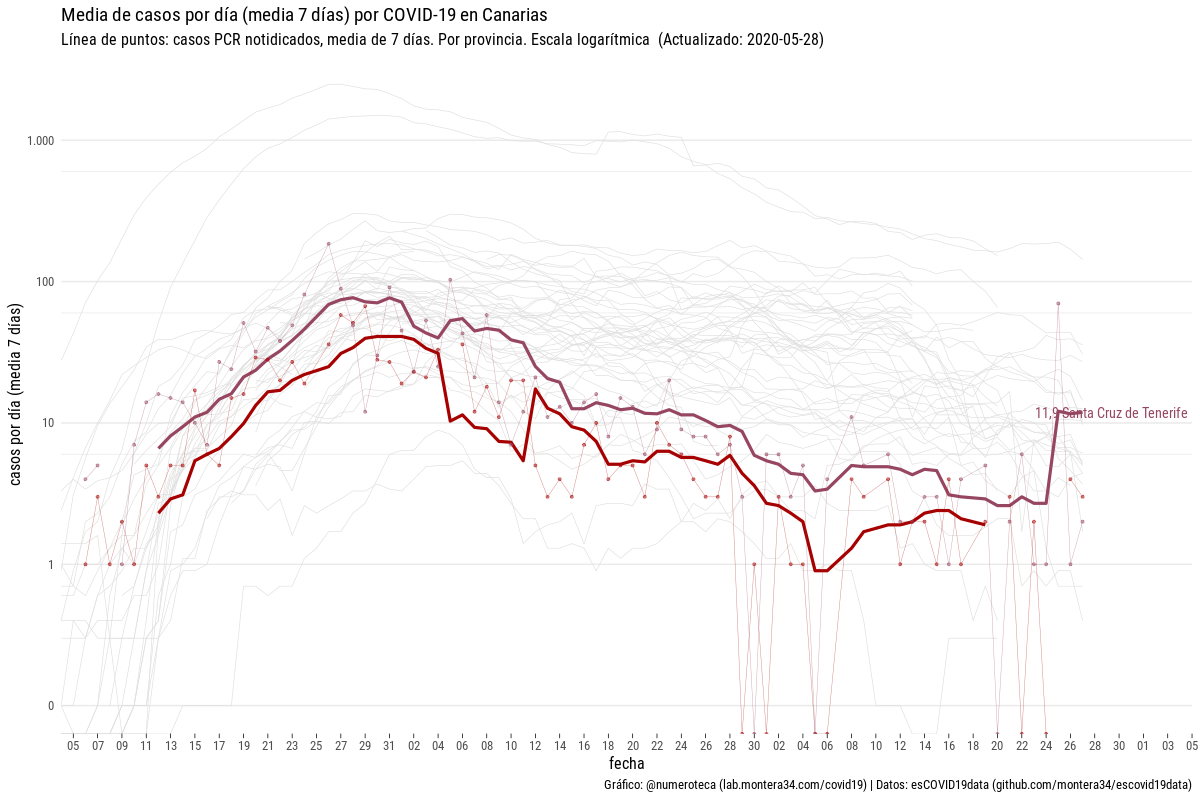 Media de casos por día (media 7 días) por COVID-19 en Canarias
Línea de puntos: casos PCR notidicados, media de 7 días. Por provincia. Escala logarítmica (Actualizado: 2020-05-28)
casos por día (media 7 días)
1.000
100
10
1
0
11,9 Santa Cruz de Tenerife
05 07 09 11 13 15 17 19 21 23 25 27 29 31 02 04 06 08 10 12 14 16 18 20 22 24 26 28 30 02 04 06 08 10 12 14 16 18 20 22 24 26 28 30 01 03 05
fecha
Gráfico: @numeroteca (lab.montera34.com/covid19) | Datos: esCOVID19data (github.com/montera34/escovid19data)